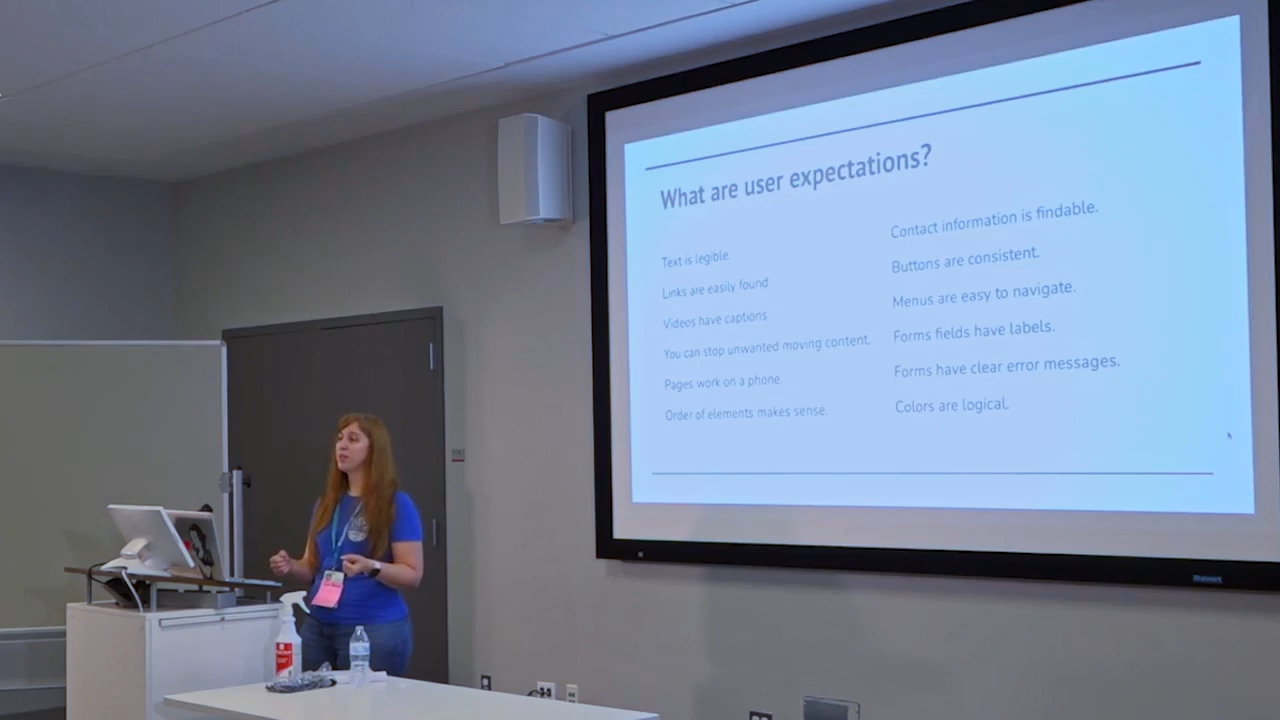 What are user expectations?
Text is legible.
Links are easily found.
Videos have captions.
You can stop unwanted moving content.
Pages work on a phone.
Order of elements makes sense.
Contact information is findable.
Buttons are consistent.
Menus are easy to navigate.
Forms fields have labels.
Forms have clear error messages.
Colors are logical.
Stewart